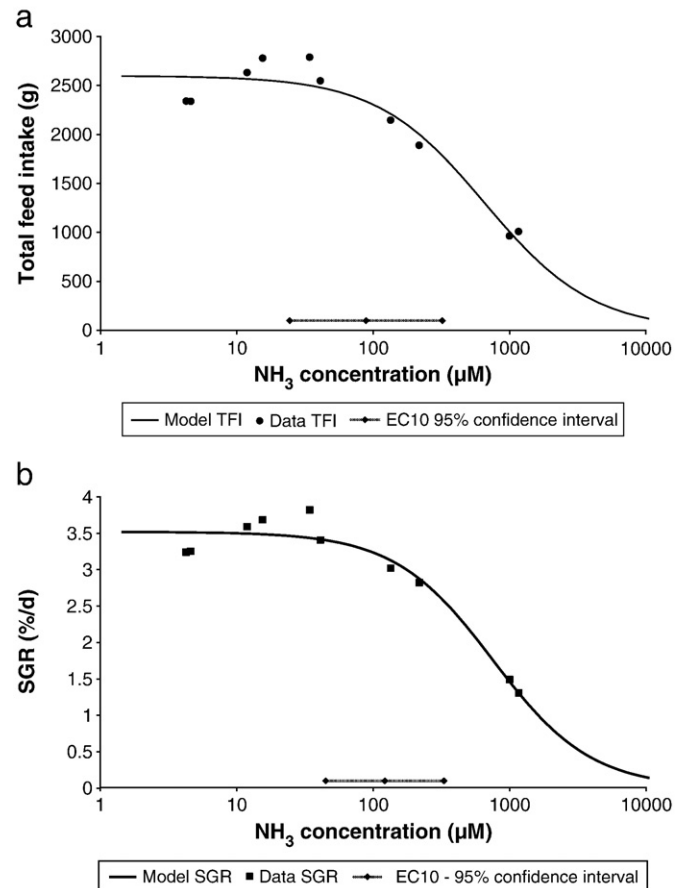 a
3000
2500
2000
1500
1000
500
0
Total feed intake (g)
1 10 100 1000 10000
NH₃ concentration (µM)
Model TFI Data TFI EC10 95% confidence interval
b
4
3.5
3
2.5
2
1.5
1
0.5
0
SGR (%/d)
1 10 100 1000 10000
NH₃ concentration (µM)
Model SGR Data SGR EC10 - 95% confidence interval